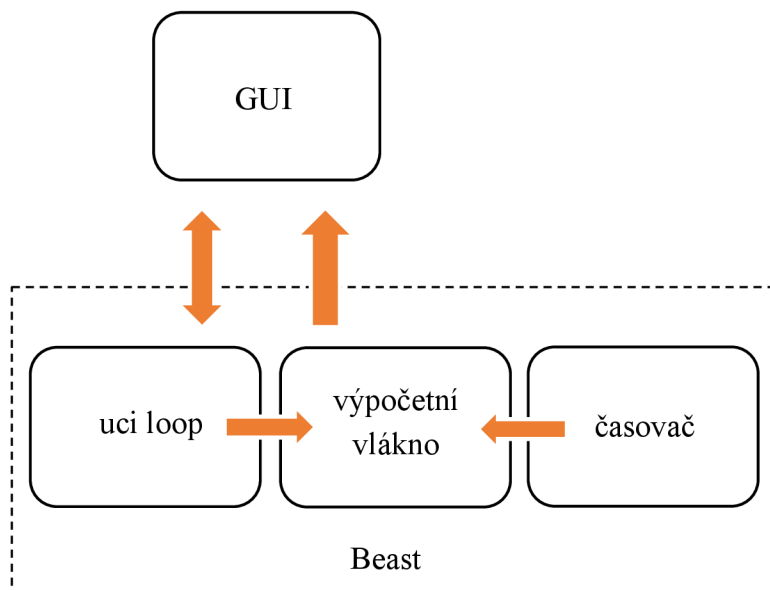 GUI
uci loop
výpočetní
vlákno
časovač
Beast